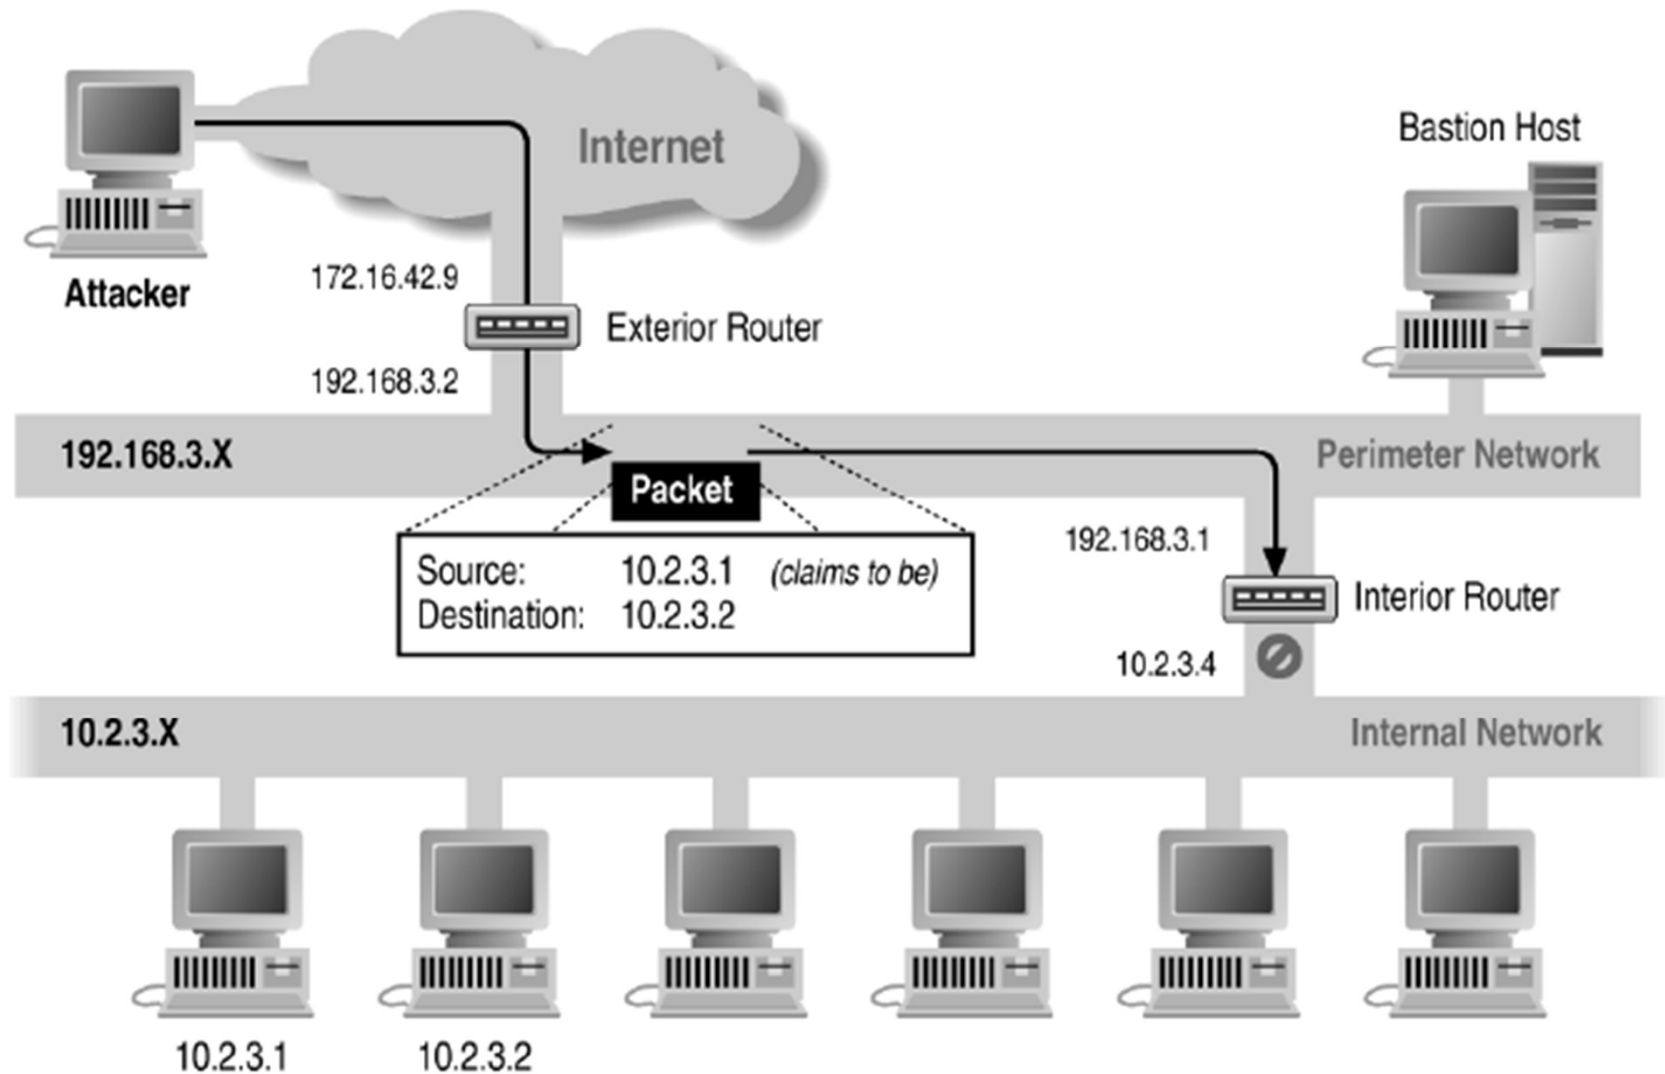 Internet
Bastion Host
Attacker
172.16.42.9
Exterior Router
192.168.3.2
192.168.3.X
Perimeter Network
Packet
Source: 10.2.3.1 (claims to be)
Destination: 10.2.3.2
192.168.3.1
Interior Router
10.2.3.4
10.2.3.X
Internal Network
10.2.3.1
10.2.3.2